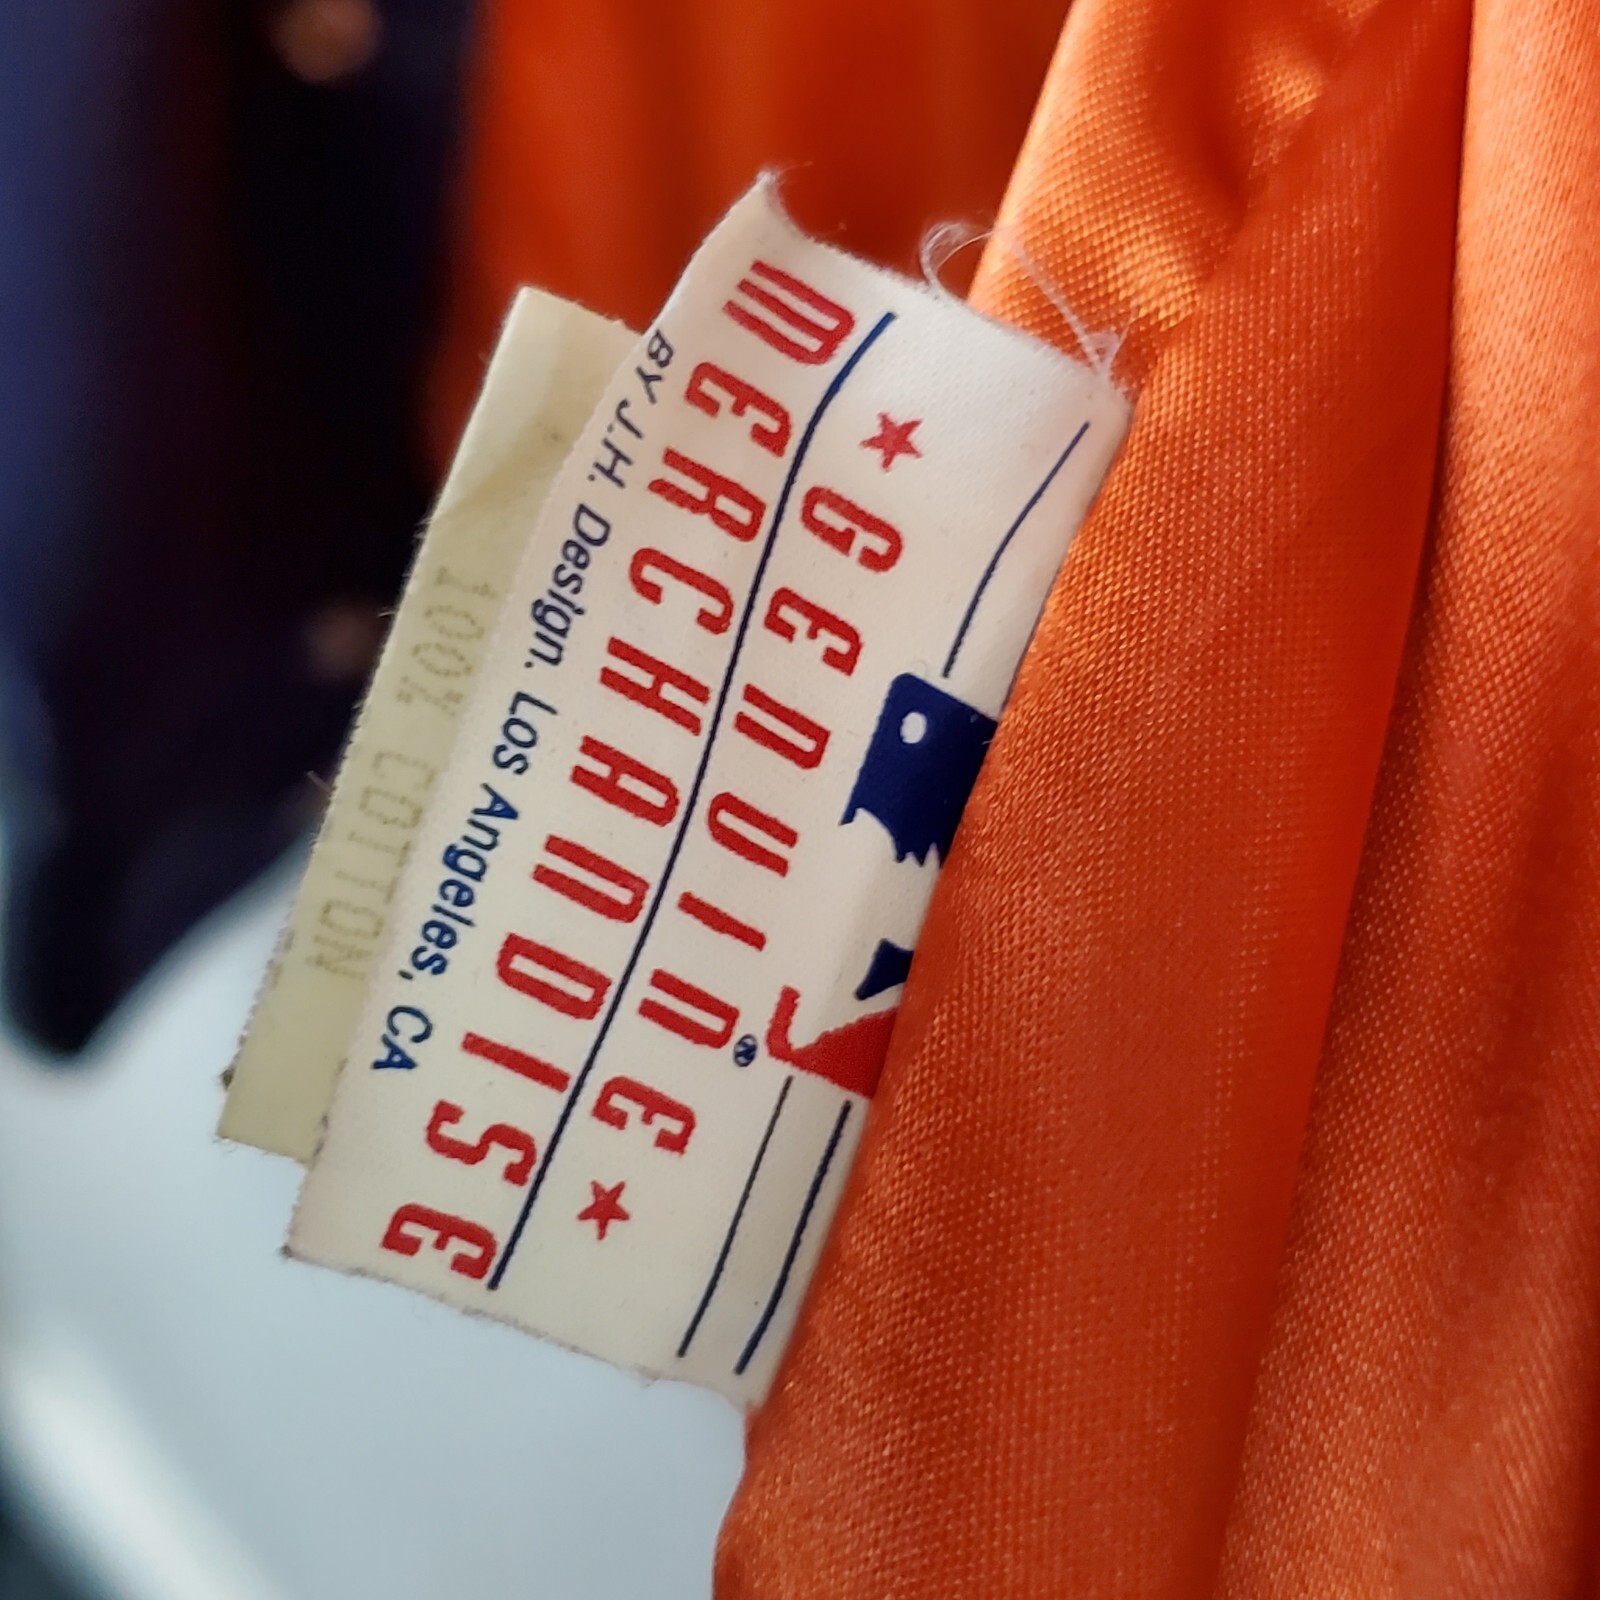 ★ GENUINE ★
®
MERCHANDISE
BY J.H. Design. Los Angeles, CA
100% COTTON